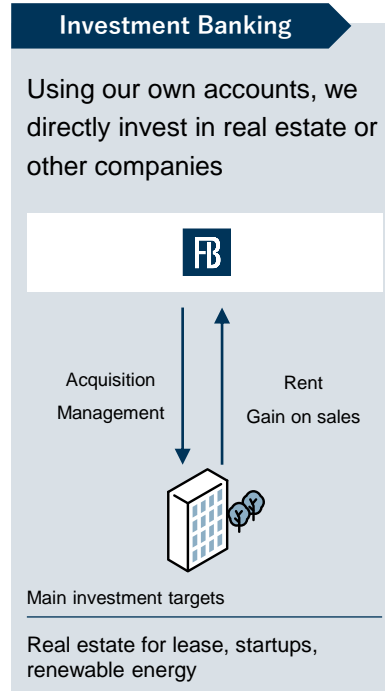 Investment Banking
Using our own accounts, we
directly invest in real estate or
other companies
FB
Acquisition
Management
Rent
Gain on sales
Main investment targets
Real estate for lease, startups,
renewable energy